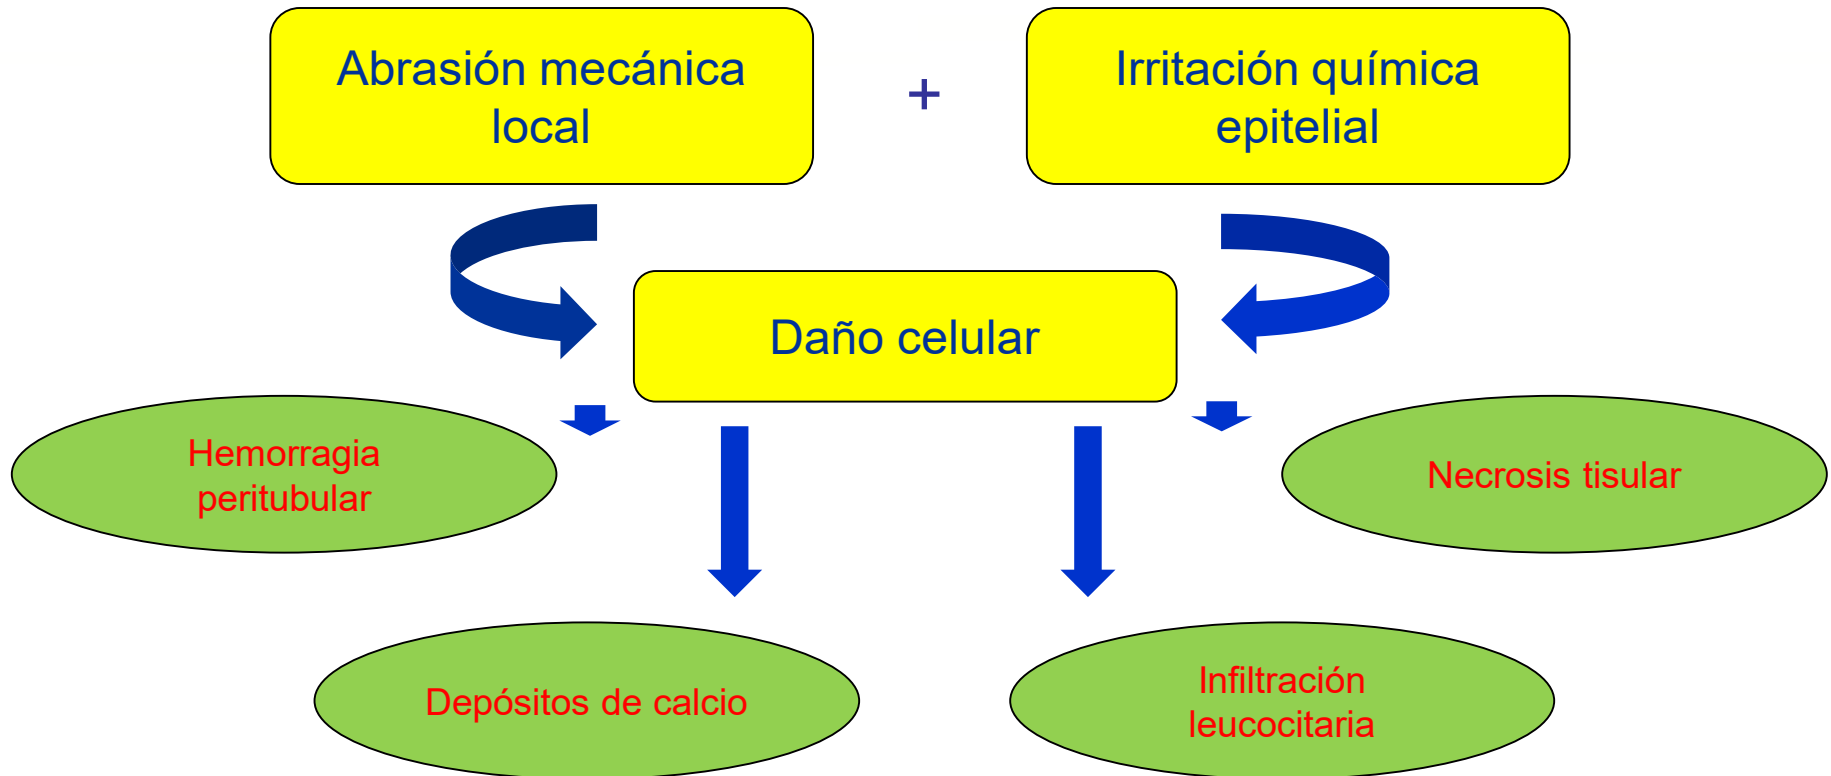 Abrasión mecánica
local
+
Irritación química
epitelial
Daño celular
Hemorragia
peritubular
Necrosis tisular
Depósitos de calcio
Infiltración
leucocitaria